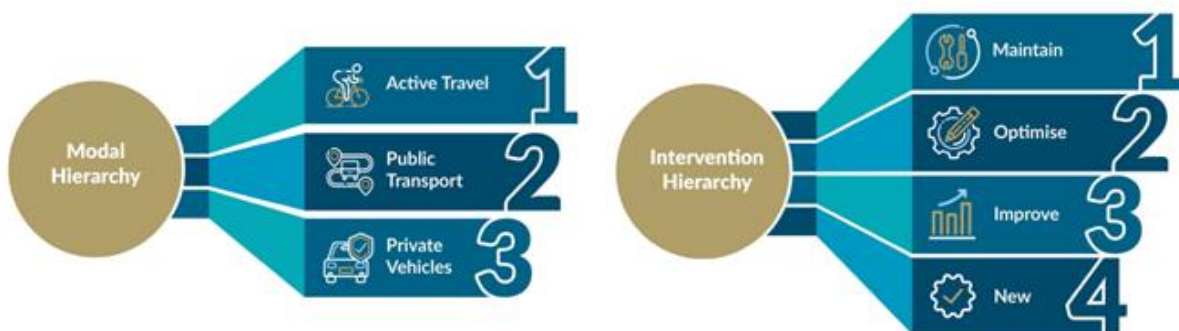 Modal
Hierarchy
Active Travel
1
Public
Transport
2
Private
Vehicles
3
Intervention
Hierarchy
Maintain
1
Optimise
2
Improve
3
New
4